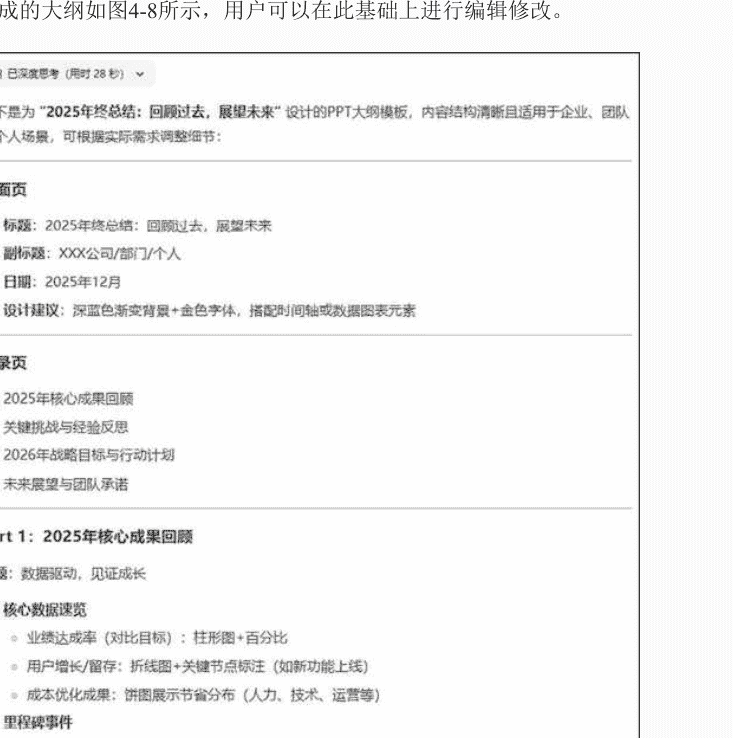 成的大纲如图4-8所示，用户可以在此基础上进行编辑修改。
已深度思考（用时 28 秒）
下是为“2025年终总结：回顾过去，展望未来”设计的PPT大纲模板，内容结构清晰且适用于企业、团队
个人场景，可根据实际需求调整细节：
面页
标题：2025年终总结：回顾过去，展望未来
副标题：XXX公司/部门/个人
日期：2025年12月
设计建议：深蓝色渐变背景+金色字体，搭配时间轴或数据图表元素
录页
2025年核心成果回顾
关键挑战与经验反思
2026年战略目标与行动计划
未来展望与团队承诺
rt 1：2025年核心成果回顾
题：数据驱动，见证成长
核心数据速览
业绩达成率（对比目标）：柱形图+百分比
用户增长/留存：折线图+关键节点标注（如新功能上线）
成本优化成果：饼图展示节省分布（人力、技术、运营等）
里程碑事件